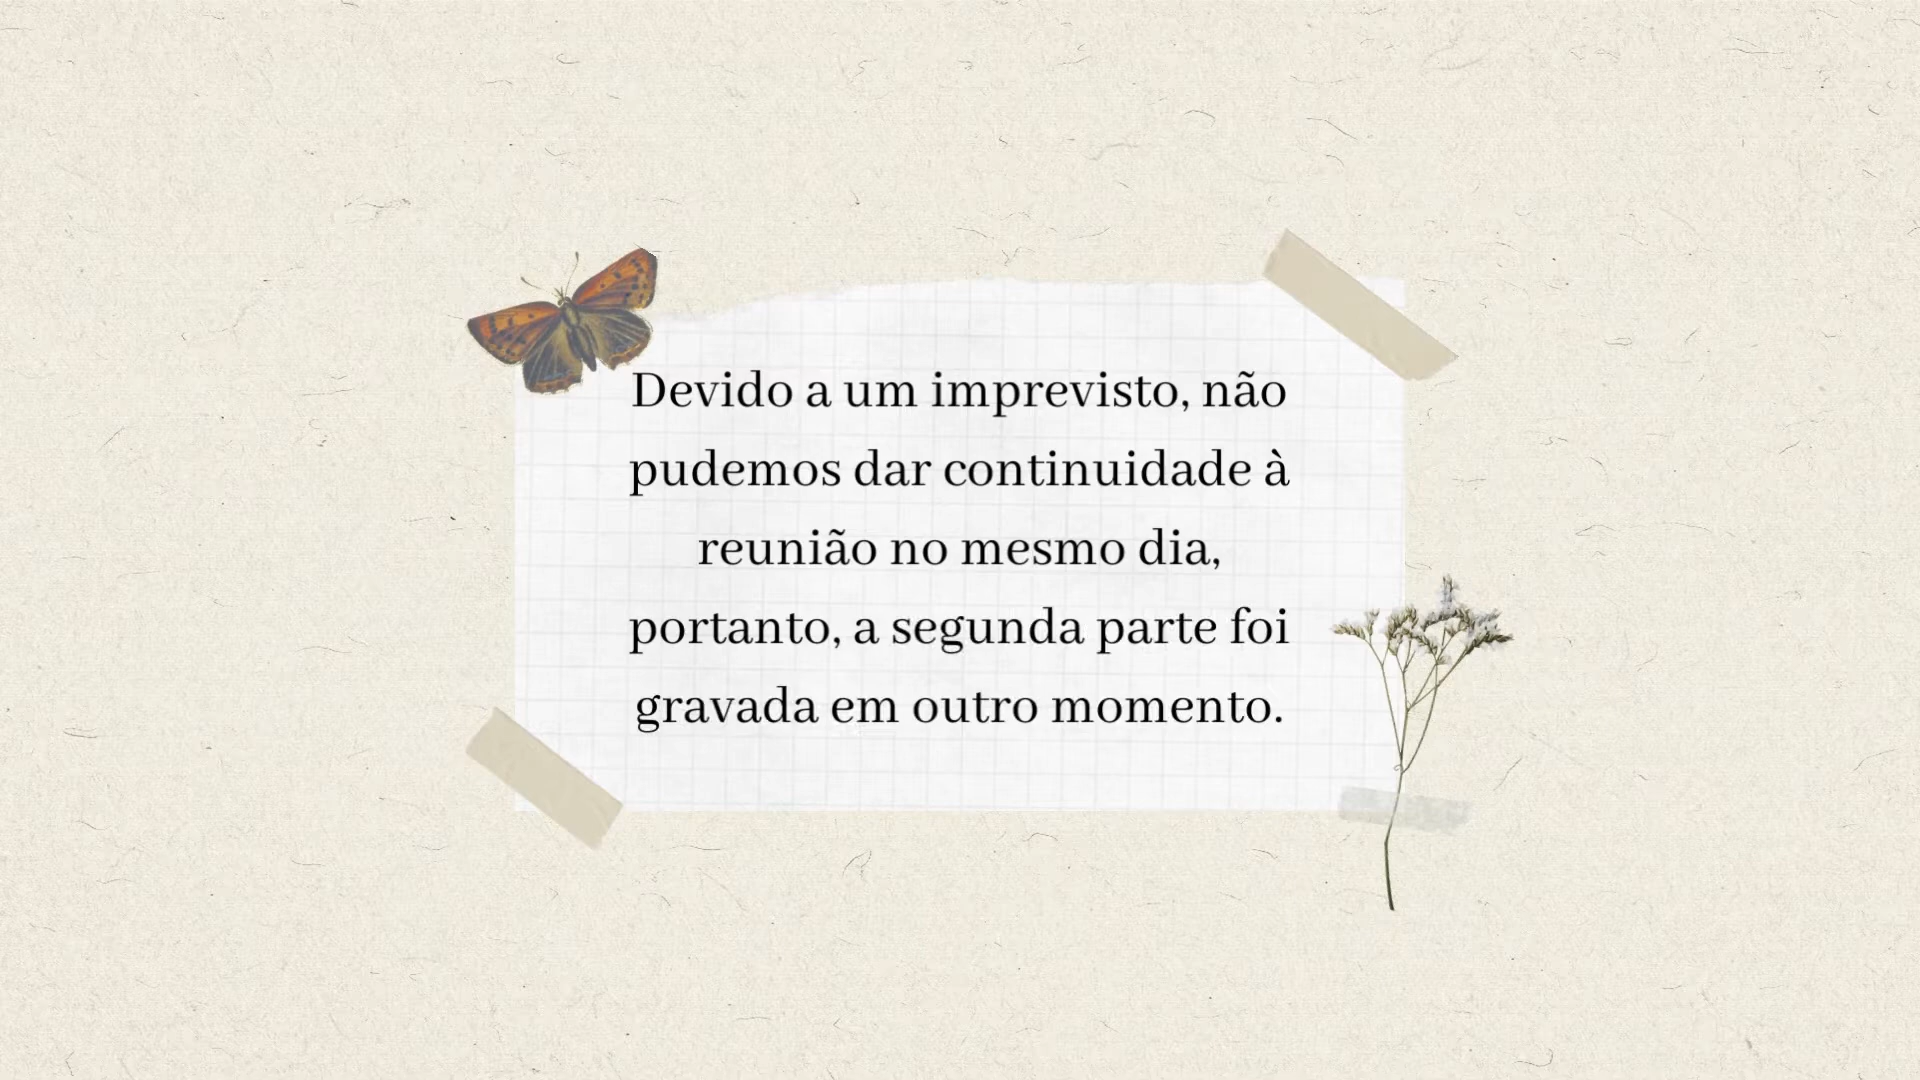 Devido a um imprevisto, não
pudemos dar continuidade à
reunião no mesmo dia,
portanto, a segunda parte foi
gravada em outro momento.